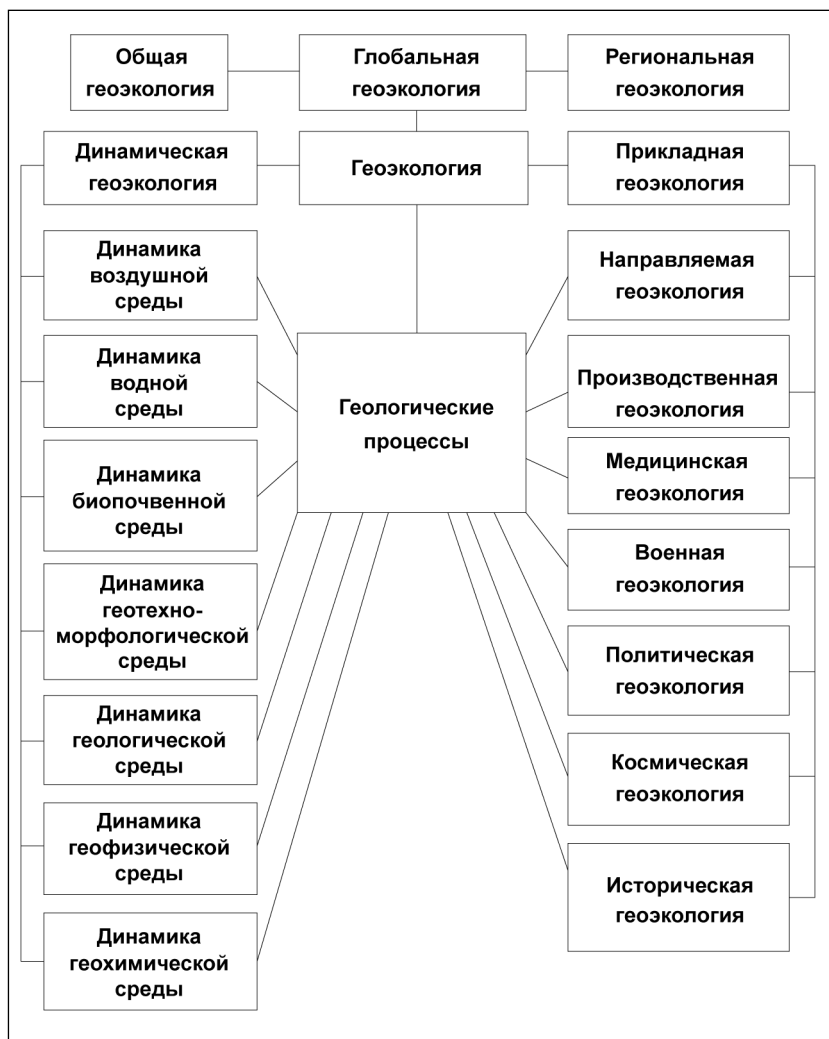 Общая
геоэкология
Глобальная
геоэкология
Региональная
геоэкология
Динамическая
геоэкология
Геоэкология
Прикладная
геоэкология
Динамика
воздушной
среды
Направляемая
геоэкология
Динамика
водной
среды
Геологические
процессы
Производственная
геоэкология
Динамика
биопочвенной
среды
Медицинская
геоэкология
Военная
геоэкология
Динамика
геотехно-
морфологической
среды
Политическая
геоэкология
Динамика
геологической
среды
Космическая
геоэкология
Динамика
геофизической
среды
Историческая
геоэкология
Динамика
геохимической
среды